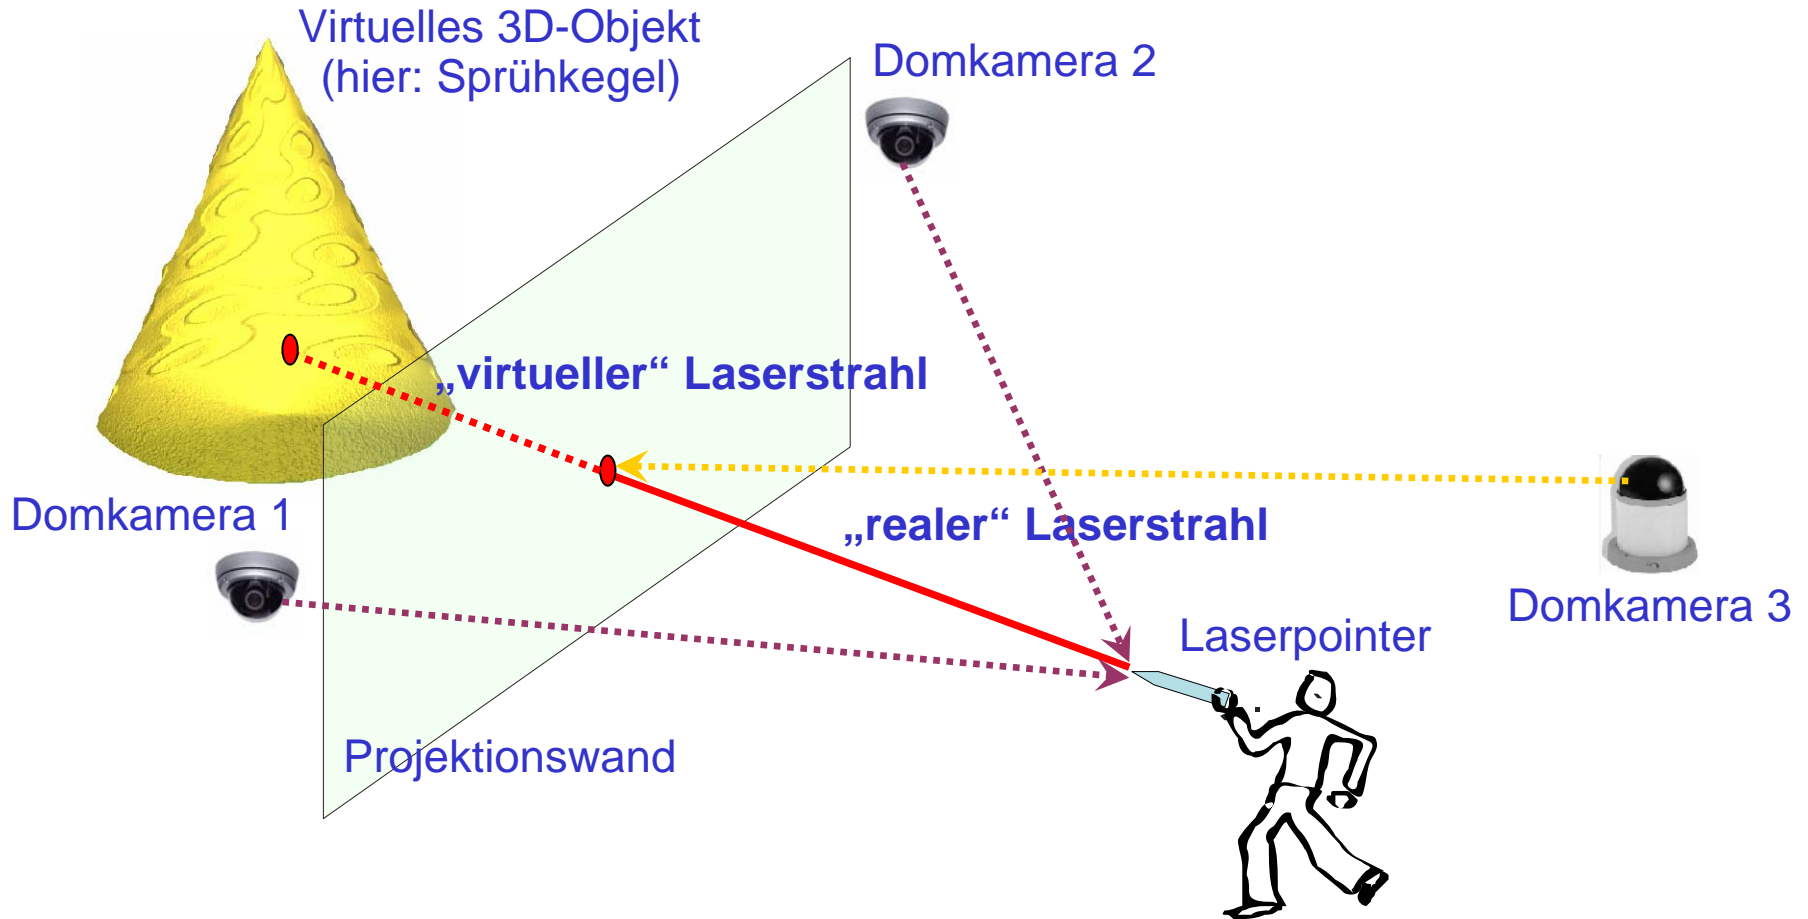 Virtuelles 3D-Objekt
(hier: Sprühkegel)
Domkamera 2
„virtueller“ Laserstrahl
Domkamera 1
„realer“ Laserstrahl
Domkamera 3
Laserpointer
Projektionswand